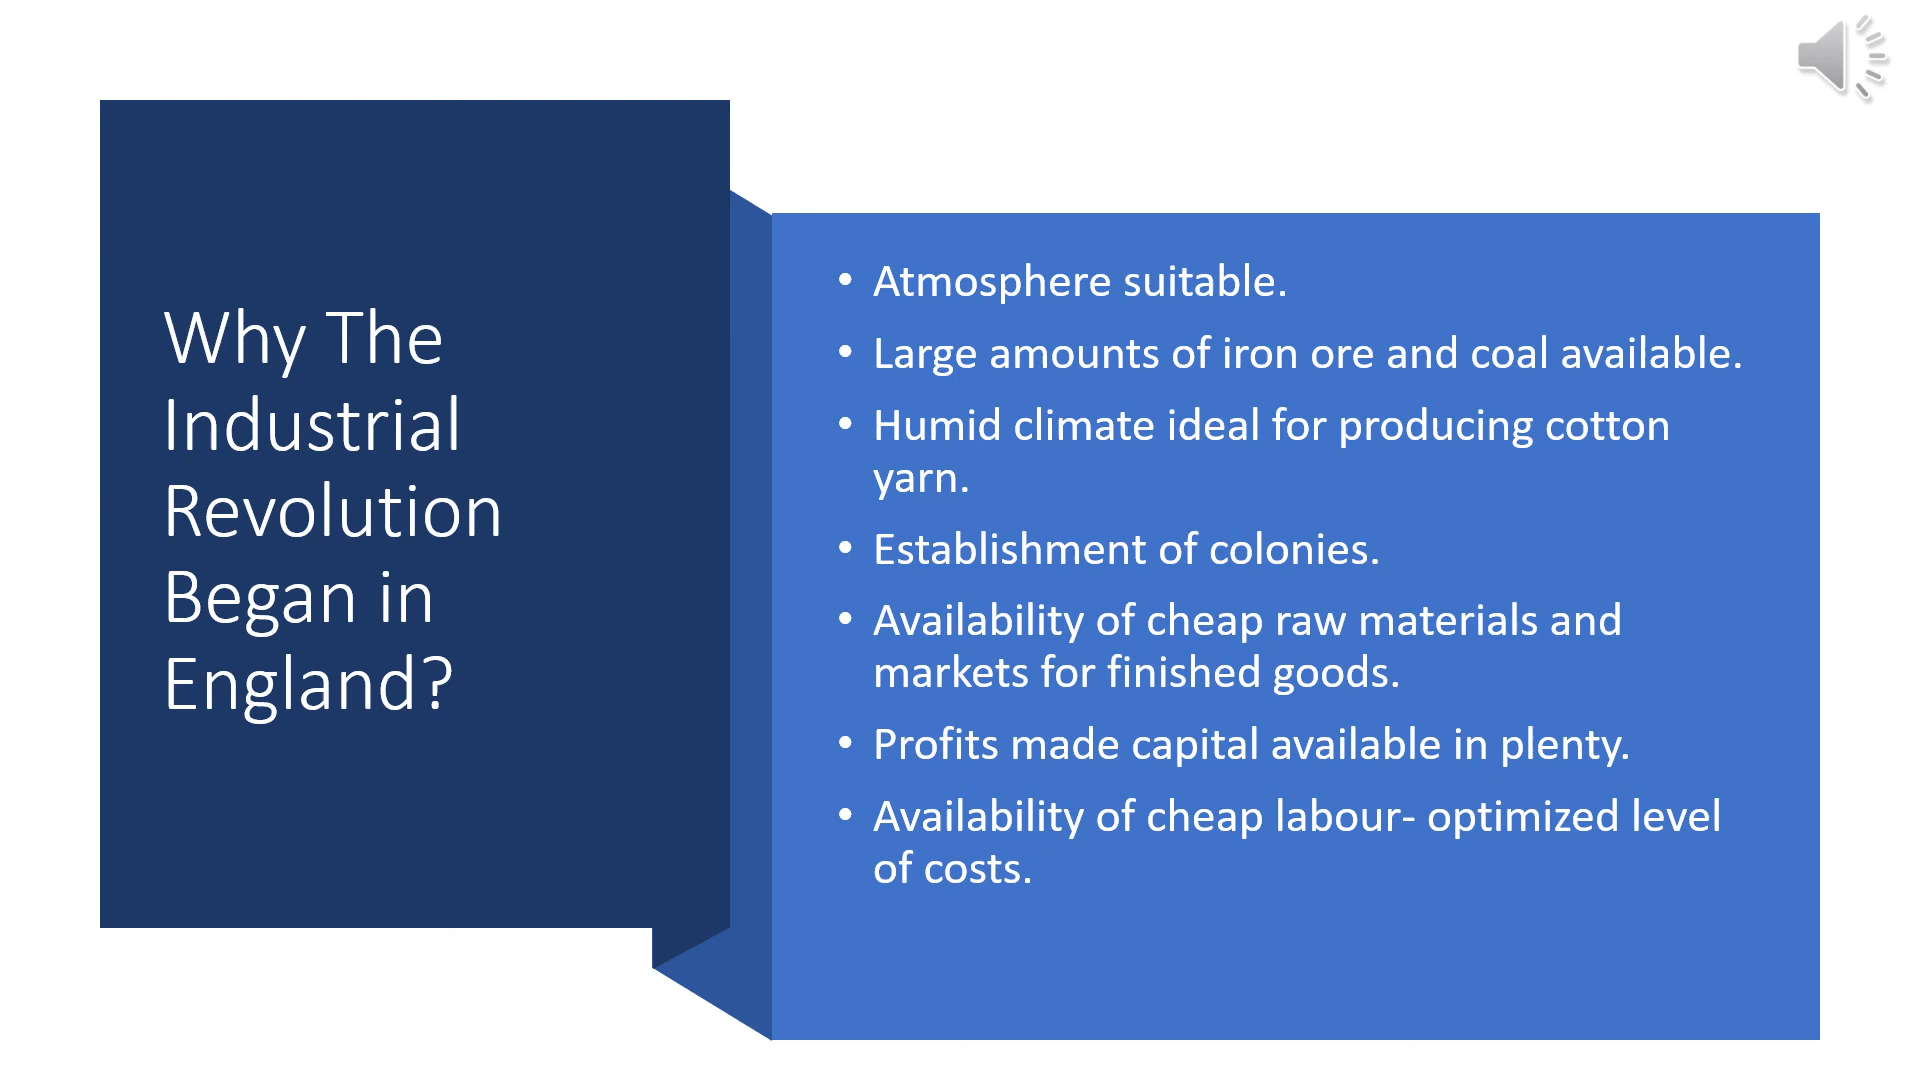 Why The
Industrial
Revolution
Began in
England?
• Atmosphere suitable.
• Large amounts of iron ore and coal available.
• Humid climate ideal for producing cotton
yarn.
• Establishment of colonies.
• Availability of cheap raw materials and
markets for finished goods.
• Profits made capital available in plenty.
• Availability of cheap labour- optimized level
of costs.